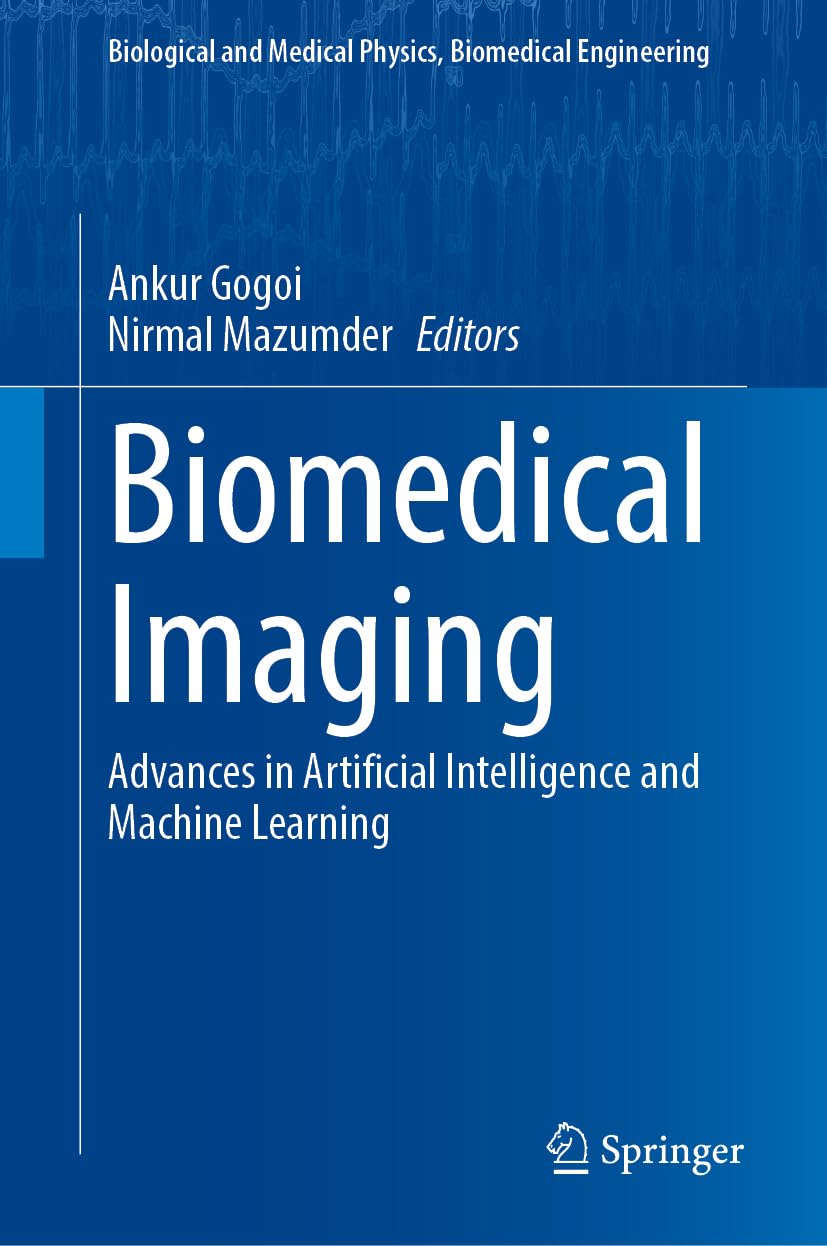 Biological and Medical Physics, Biomedical Engineering
Ankur Gogoi
Nirmal Mazumder Editors
Biomedical
Imaging
Advances in Artificial Intelligence and
Machine Learning
Springer